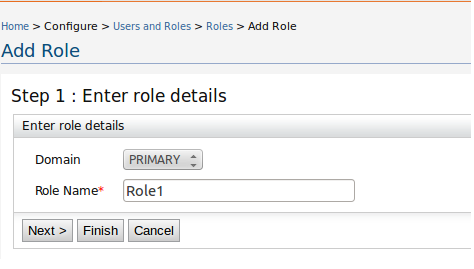 Home > Configure > Users and Roles > Roles > Add Role
Add Role
Step 1 : Enter role details
Enter role details
Domain PRIMARY
Role Name* Role1
Next > Finish Cancel